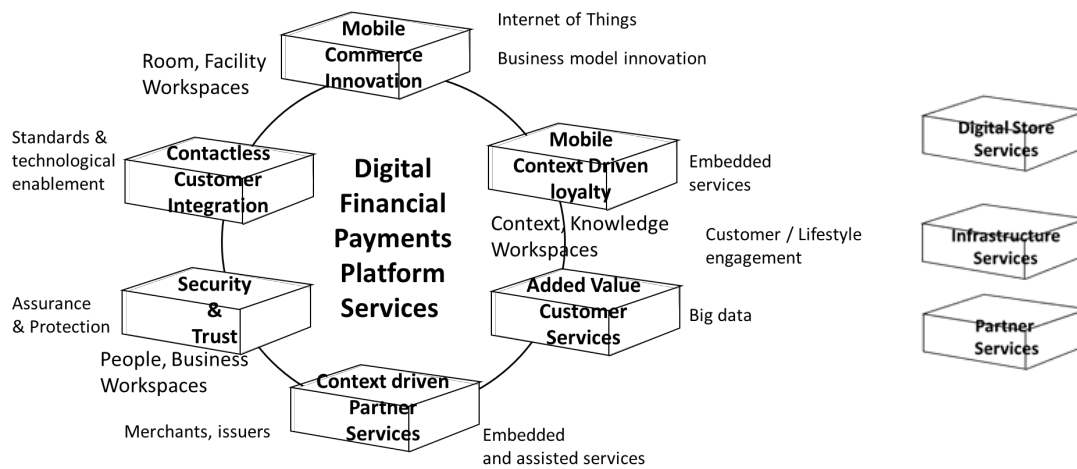 Mobile
Commerce
Innovation
Internet of Things
Business model innovation
Room, Facility
Workspaces
Standards &
technological
enablement
Contactless
Customer
Integration
Digital
Financial
Payments
Platform
Services
Mobile
Context Driven
loyalty
Embedded
services
Context, Knowledge
Workspaces
Customer / Lifestyle
engagement
Security
&
Trust
Assurance
& Protection
Added Value
Customer
Services
Big data
People, Business
Workspaces
Context driven
Partner
Services
Merchants, issuers
Embedded
and assisted services
Digital Store
Services
Infrastructure
Services
Partner
Services